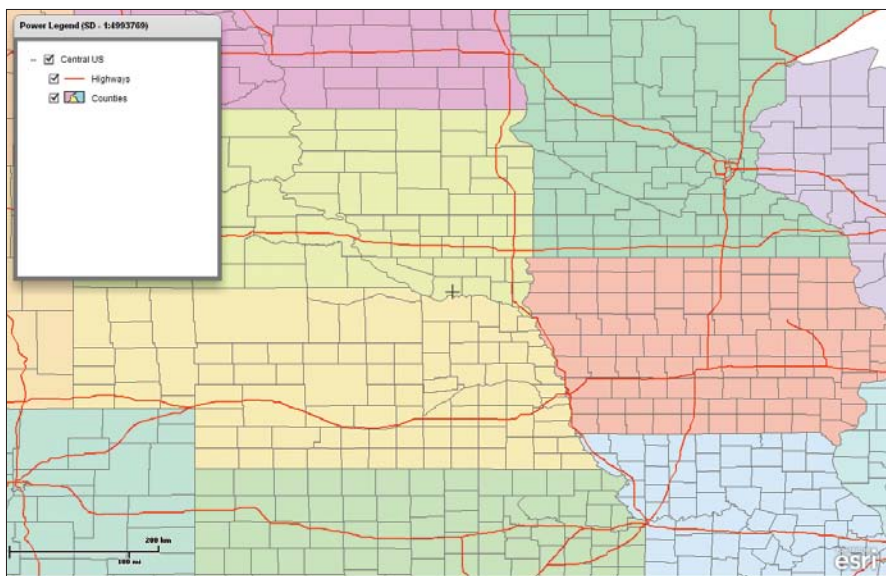 Power Legend (SD - 1:4993769)
Central US
Highways
Counties
200 km
100 mi
esri